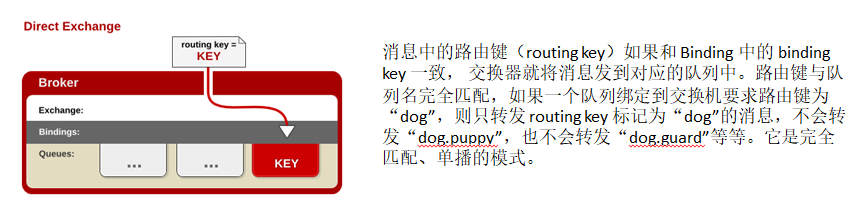 Direct Exchange
routing key =
KEY
Broker
Exchange:
Bindings:
Queues:
...
...
KEY
消息中的路由键（routing key）如果和 Binding 中的 binding
key 一致， 交换器就将消息发到对应的队列中。路由键与队
列名完全匹配，如果一个队列绑定到交换机要求路由键为
“dog”，则只转发 routing key 标记为“dog”的消息，不会转
发“dog.puppy”，也不会转发“dog.guard”等等。它是完全
匹配、单播的模式。